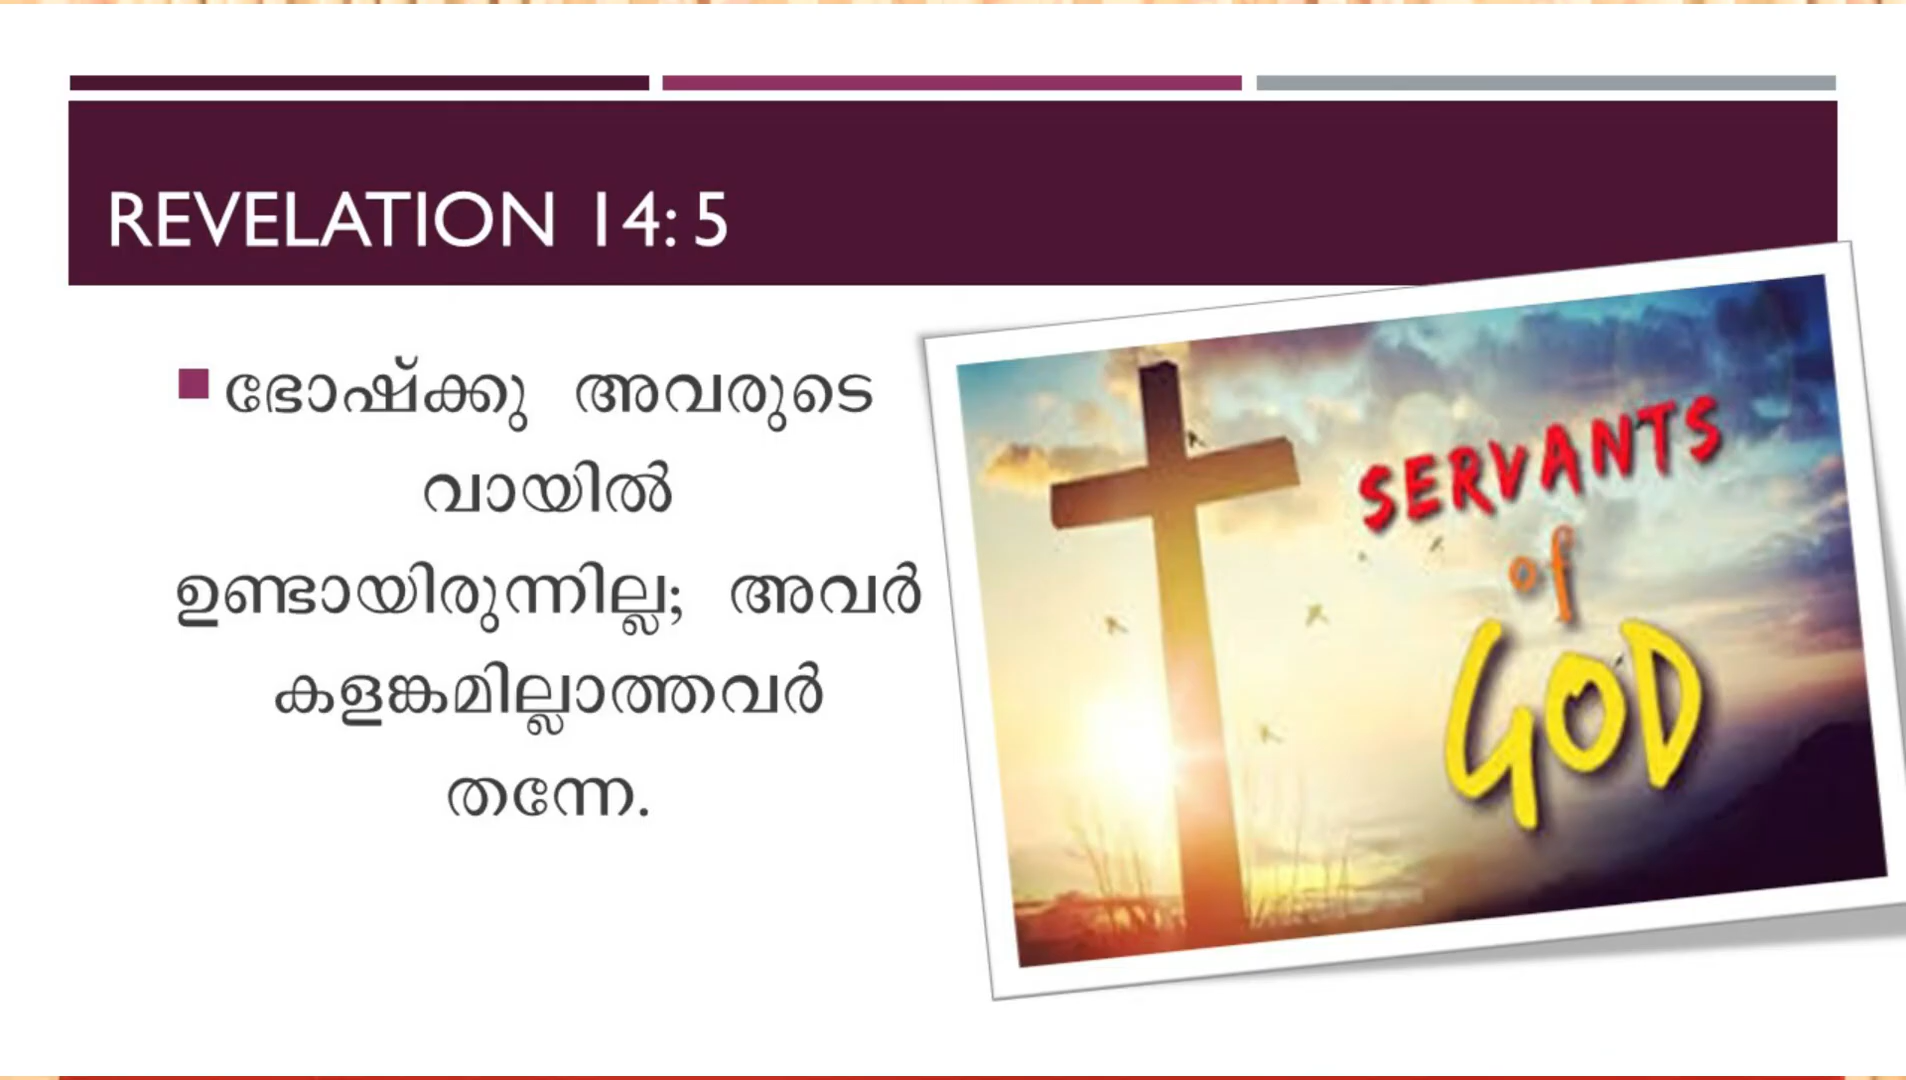 REVELATION 14: 5
ഭോഷ്ക്കു അവരുടെ
വായിൽ
ഉണ്ടായിരുന്നില്ല; അവർ
കളങ്കമില്ലാത്തവർ
തന്നേ.
SERVANTS
of
GOD